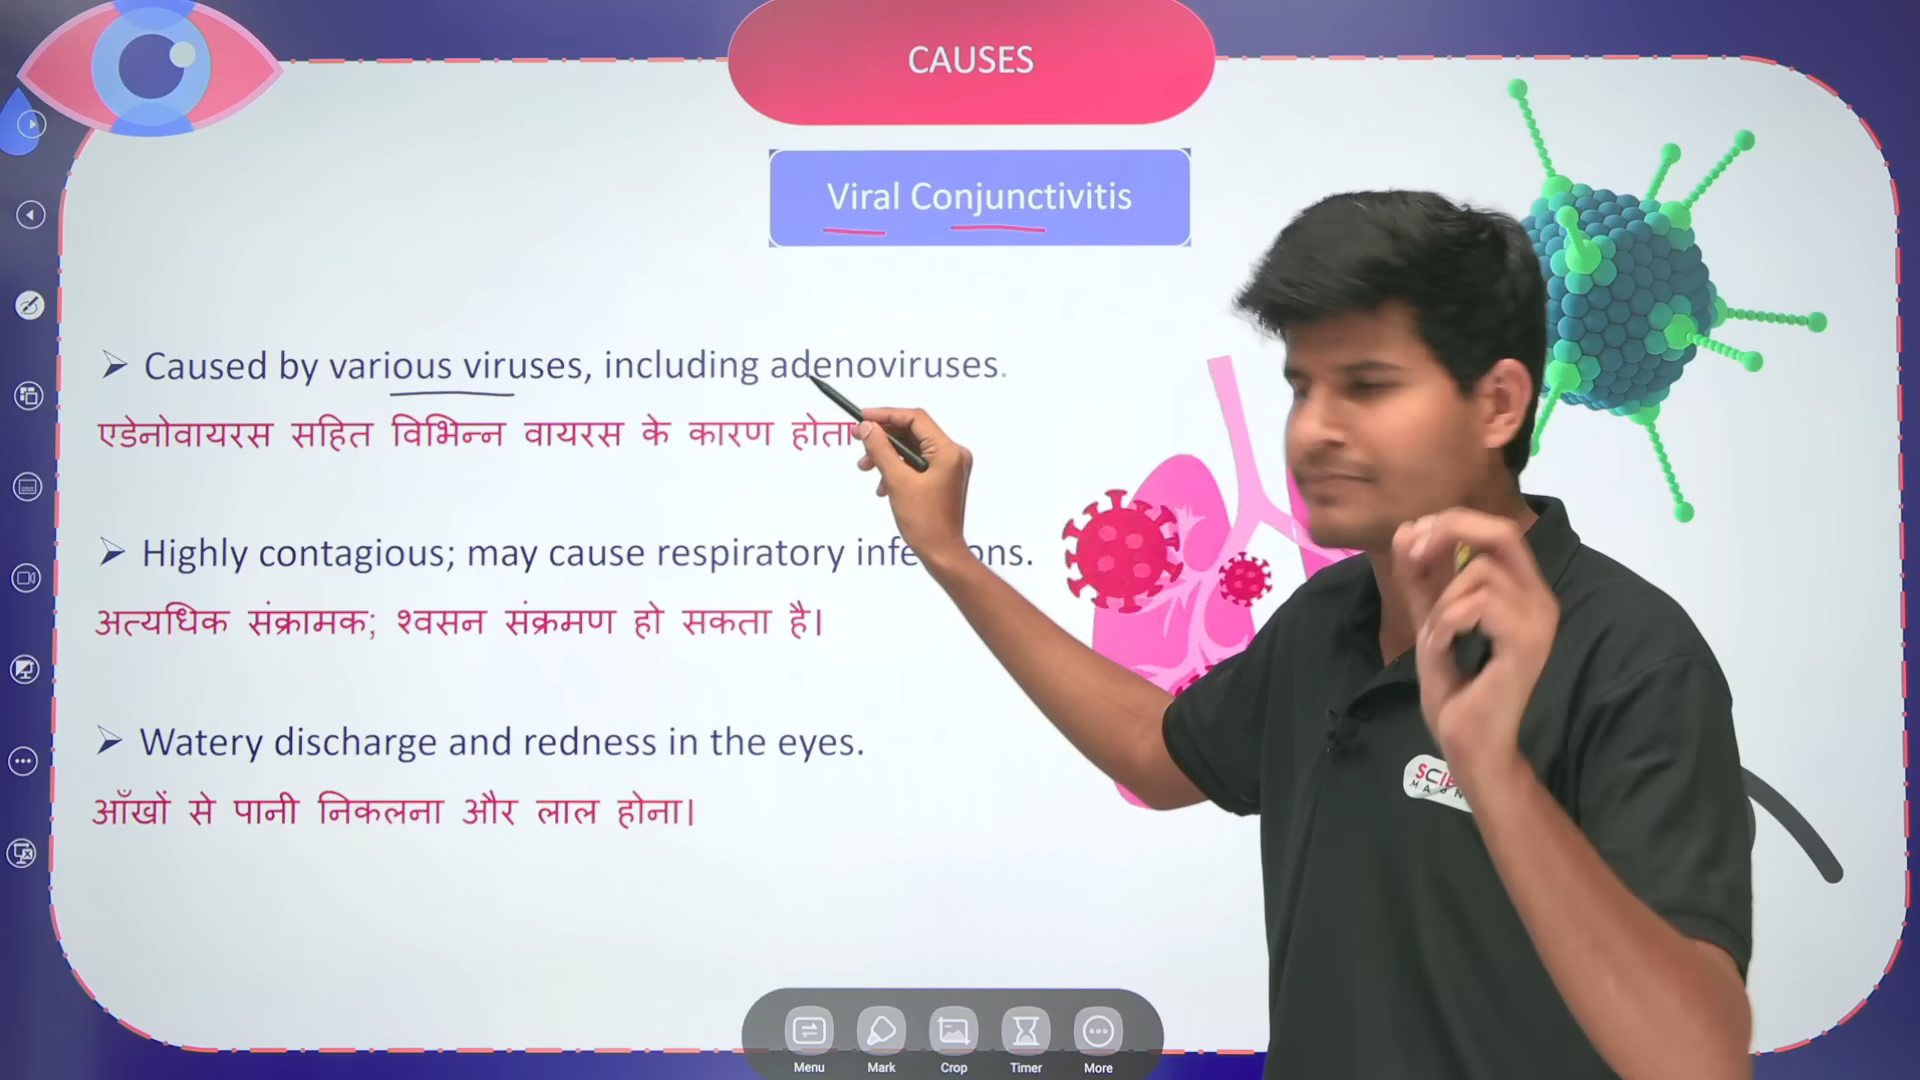 CAUSES
Viral Conjunctivitis
➢ Caused by various viruses, including adenoviruses.
एडेनोवायरस सहित विभिन्न वायरस के कारण होता
➢ Highly contagious; may cause respiratory
अत्यधिक संक्रामक; श्वसन संक्रमण हो सकता है।
➢ Watery discharge and redness in the eyes.
आँखों से पानी निकलना और लाल होना।
Menu Mark Crop Timer More